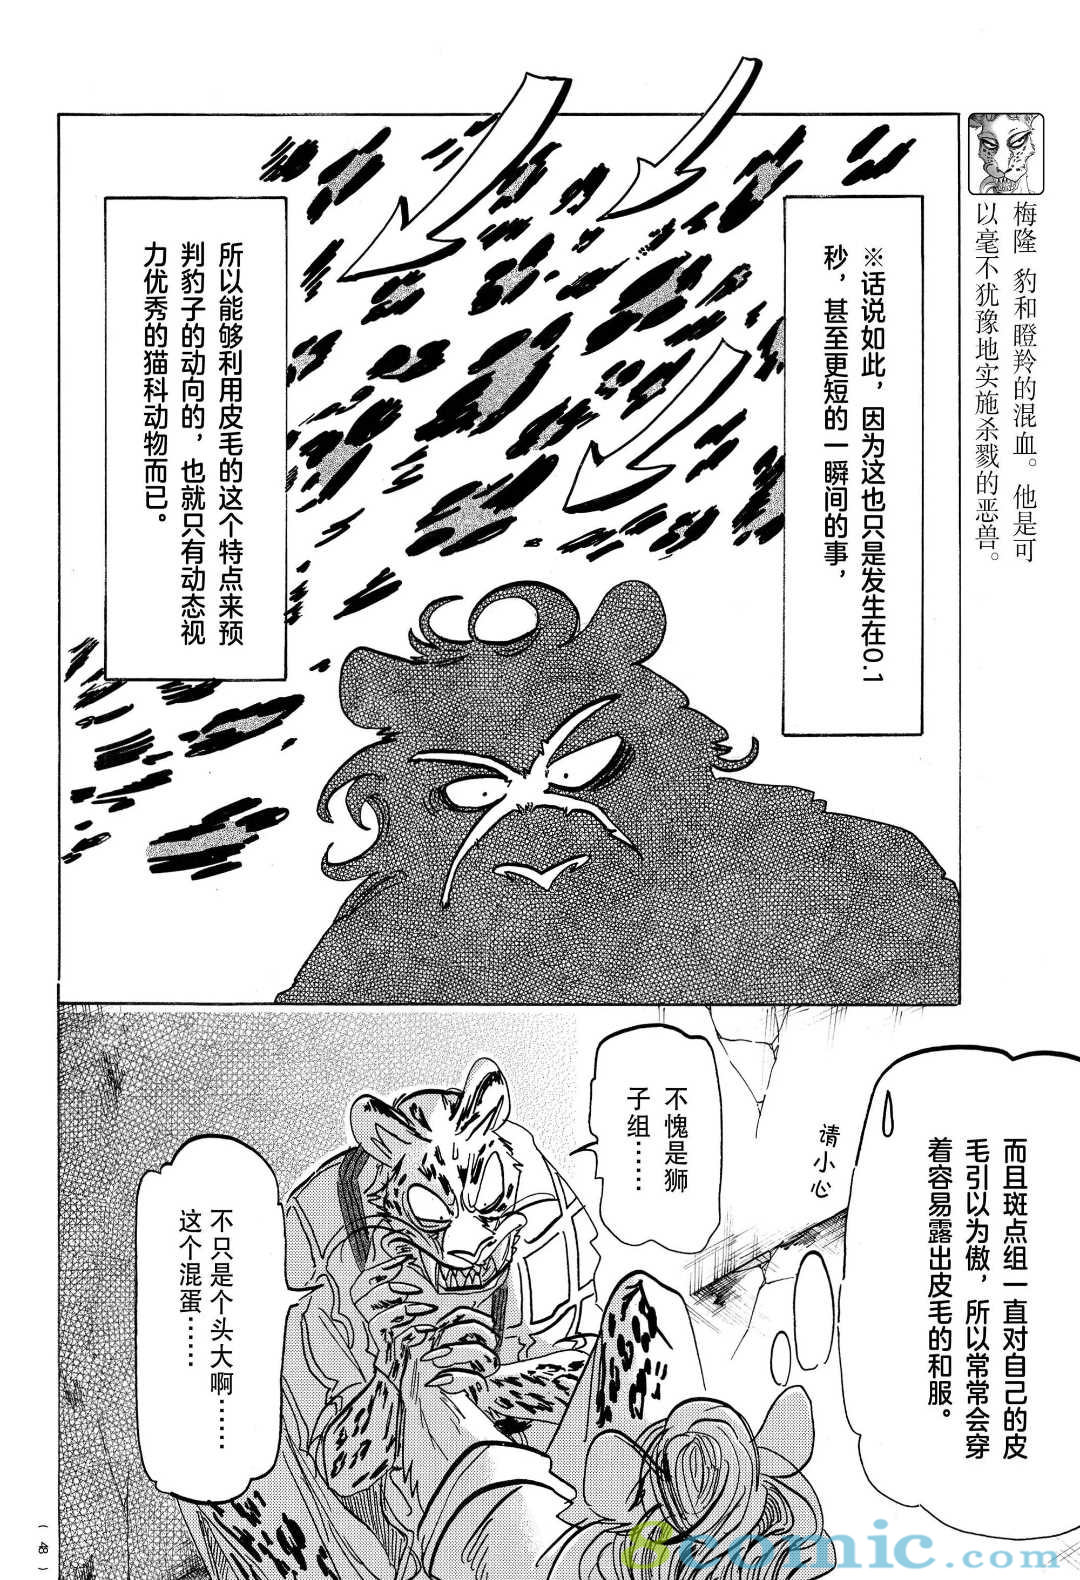 梅隆 豹和瞪羚的混血。他是可
以毫不犹豫地实施杀戮的恶兽。
※话说如此，因为这也只是发生在0.1
秒，甚至更短的一瞬间的事，
所以能够利用皮毛的这个特点来预
判豹子的动向的，也就只有动态视
力优秀的猫科动物而已。
而且斑点组一直对自己的皮
毛引以为傲，所以常常会穿
着容易露出皮毛的和服。
请小心
不愧是狮
子组……
不只是个头大啊……
这个混蛋……
8comic.com
(48)